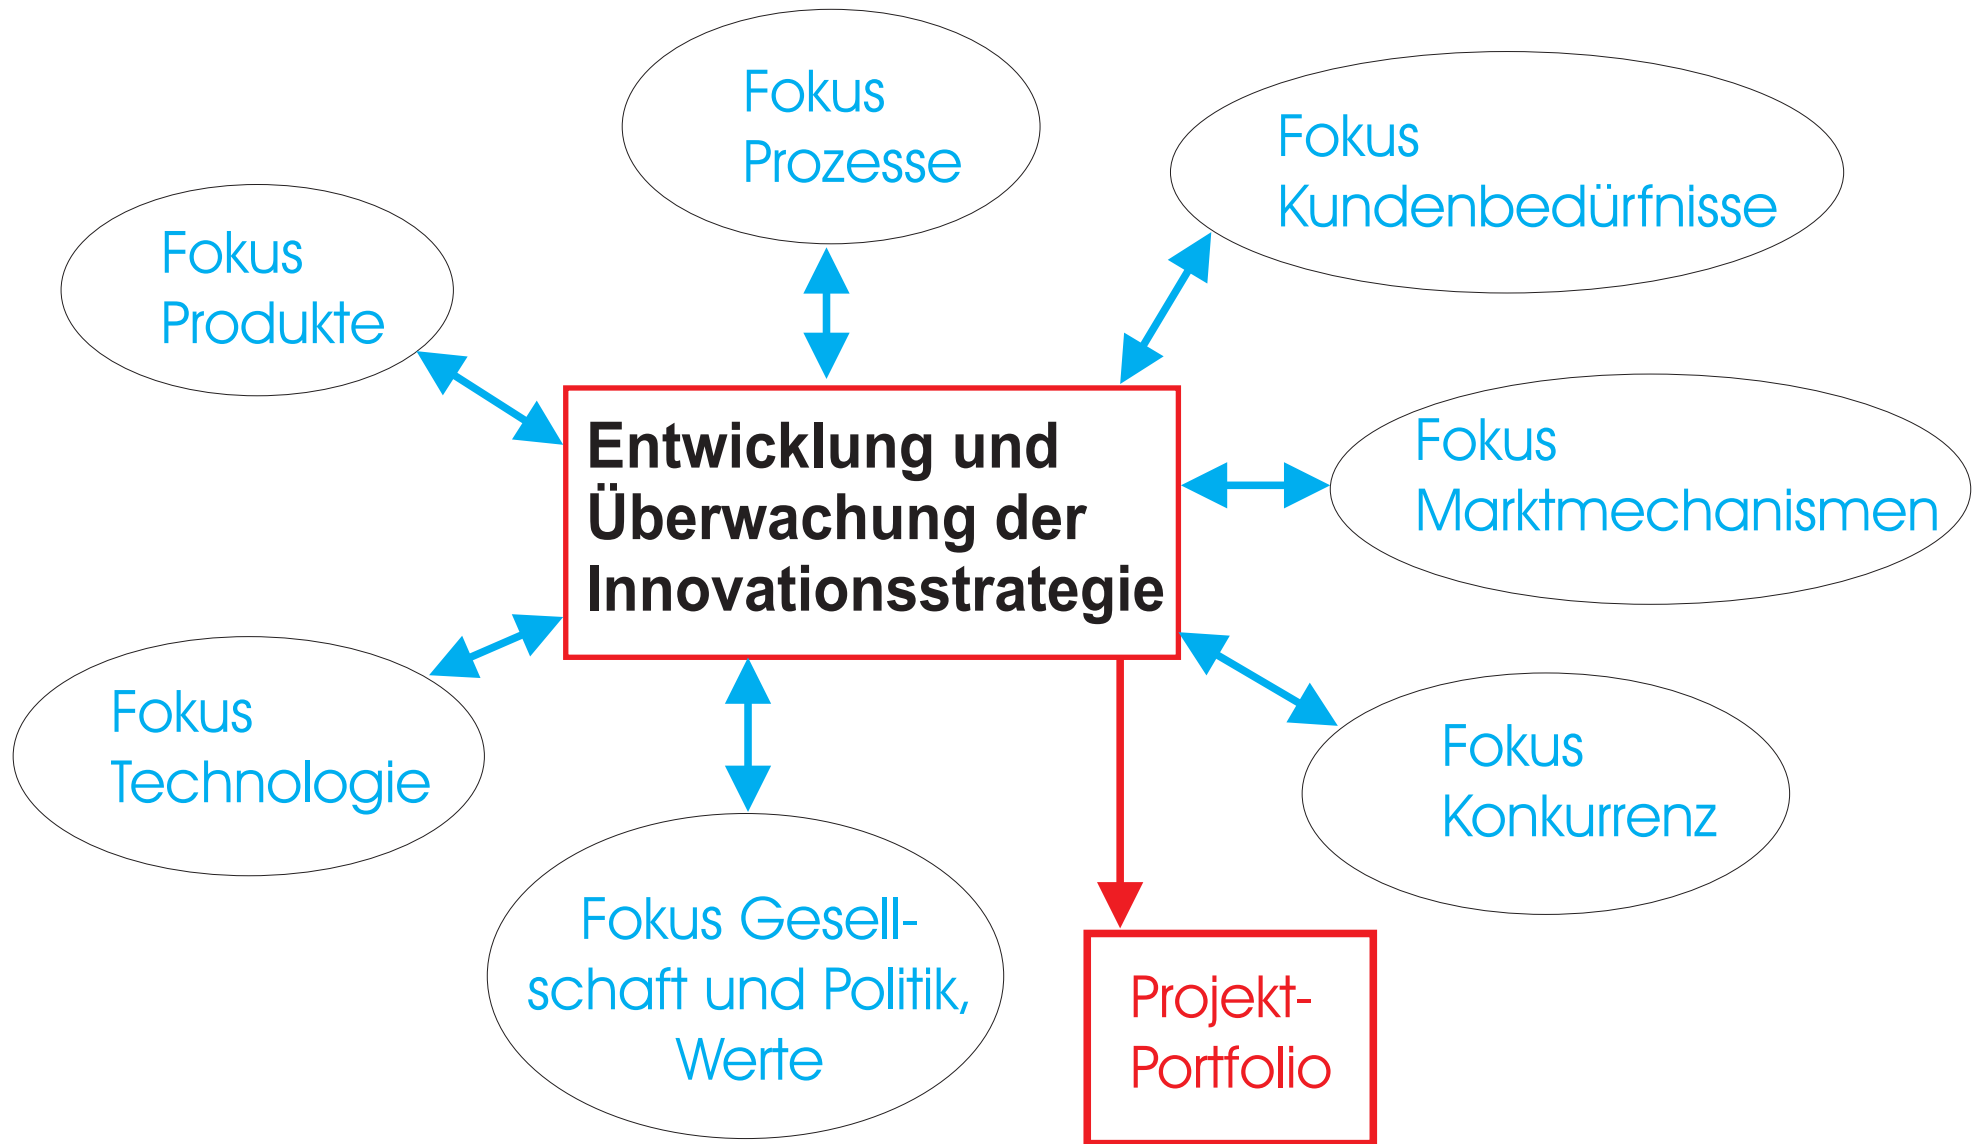 Fokus
Prozesse
Fokus
Kundenbedürfnisse
Fokus
Produkte
Entwicklung und
Überwachung der
Innovationsstrategie
Fokus
Marktmechanismen
Fokus
Technologie
Fokus
Konkurrenz
Fokus Gesell-
schaft und Politik,
Werte
Projekt-
Portfolio